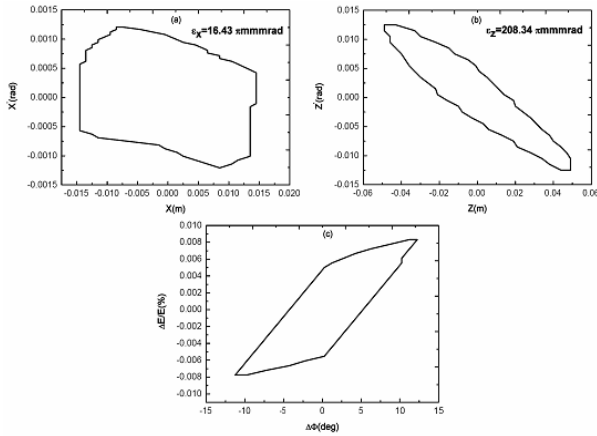 (a)
εx=16.43 πmmmrad
0.0015
0.0010
0.0005
0.0000
-0.0005
-0.0010
-0.0015
X'(rad)
-0.015 -0.010 -0.005 0.000 0.005 0.010 0.015 0.020
X(m)
(b)
εz=208.34 πmmmrad
0.015
0.010
0.005
0.000
-0.005
-0.010
-0.015
Z'(rad)
-0.06 -0.04 -0.02 0.00 0.02 0.04 0.06
Z(m)
(c)
0.010
0.008
0.006
0.004
0.002
0.000
-0.002
-0.004
-0.006
-0.008
-0.010
ΔE/E(%)
-15 -10 -5 0 5 10 15
ΔΦ(deg)